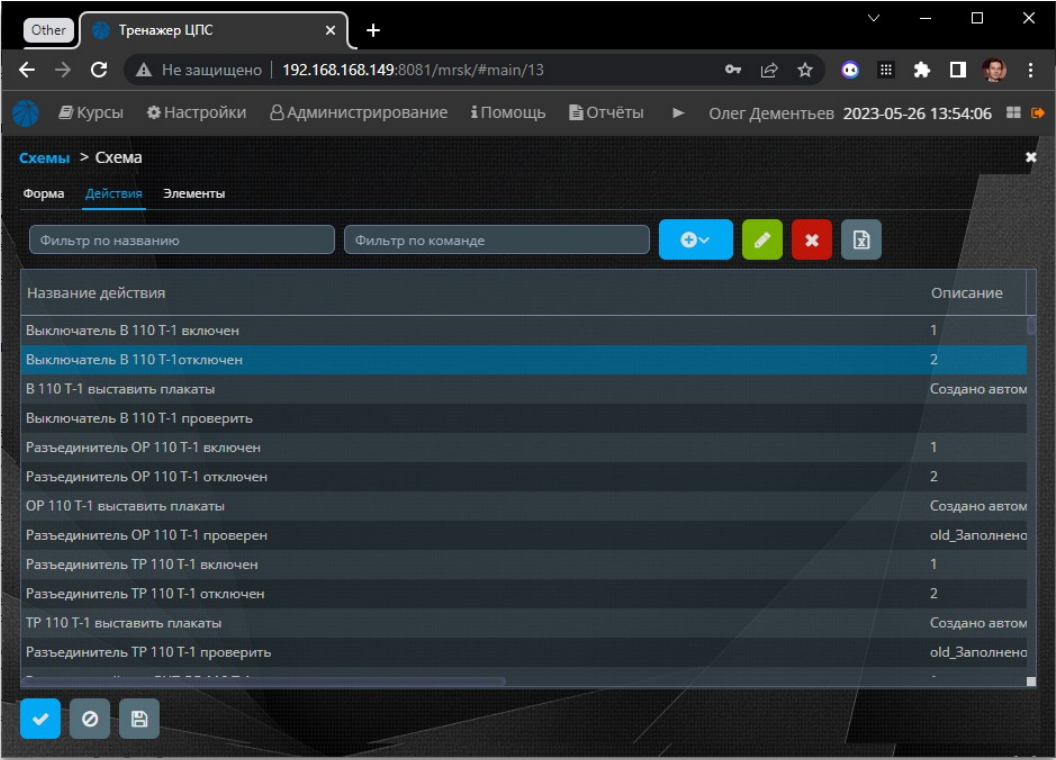 Other Тренажер ЦПС
Не защищено 192.168.168.149:8081/mrsk/#main/13
Курсы Настройки Администрирование Помощь Отчёты Олег Дементьев 2023-05-26 13:54:06
Схемы > Схема
Форма Действия Элементы
Фильтр по названию Фильтр по команде
Название действия Описание
Выключатель В 110 Т-1 включен 1
Выключатель В 110 Т-1отключен 2
В 110 Т-1 выставить плакаты Создано автом
Выключатель В 110 Т-1 проверить
Разъединитель ОР 110 Т-1 включен 1
Разъединитель ОР 110 Т-1 отключен 2
ОР 110 Т-1 выставить плакаты Создано автом
Разъединитель ОР 110 Т-1 проверен old_Заполнено
Разъединитель ТР 110 Т-1 включен 1
Разъединитель ТР 110 Т-1 отключен 2
ТР 110 Т-1 выставить плакаты Создано автом
Разъединитель ТР 110 Т-1 проверить old_Заполнено